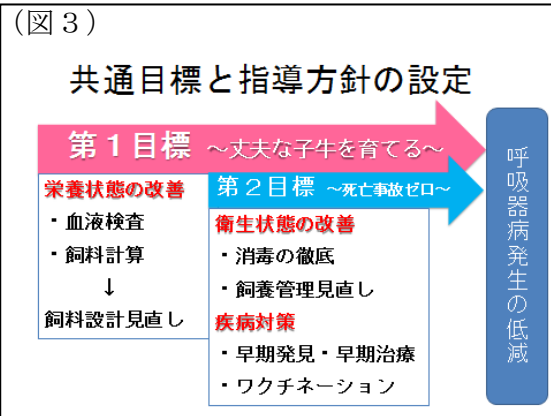 （図３）
共通目標と指導方針の設定
第１目標 ～丈夫な子牛を育てる～
栄養状態の改善
・血液検査
・飼料計算
↓
飼料設計見直し
第２目標 ～死亡事故ゼロ～
衛生状態の改善
・消毒の徹底
・飼養管理見直し
疾病対策
・早期発見・早期治療
・ワクチネーション
呼吸器病発生の低減